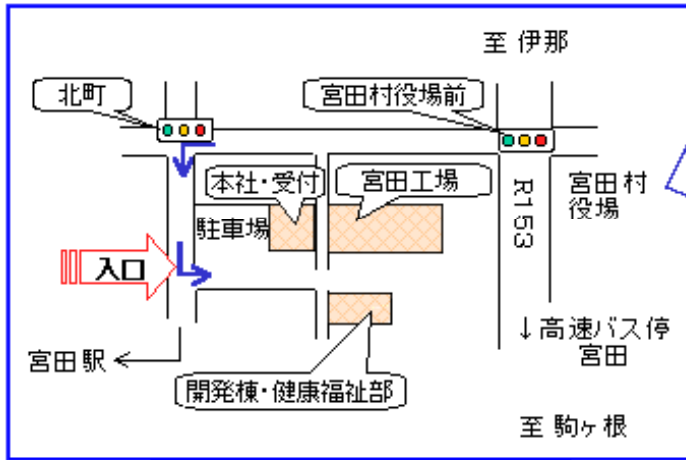 至 伊那
北町
宮田村役場前
本社・受付
宮田工場
駐車場
R153
宮田村
役場
入口
↓高速バス停
宮田
宮田駅
開発棟・健康福祉部
至 駒ヶ根